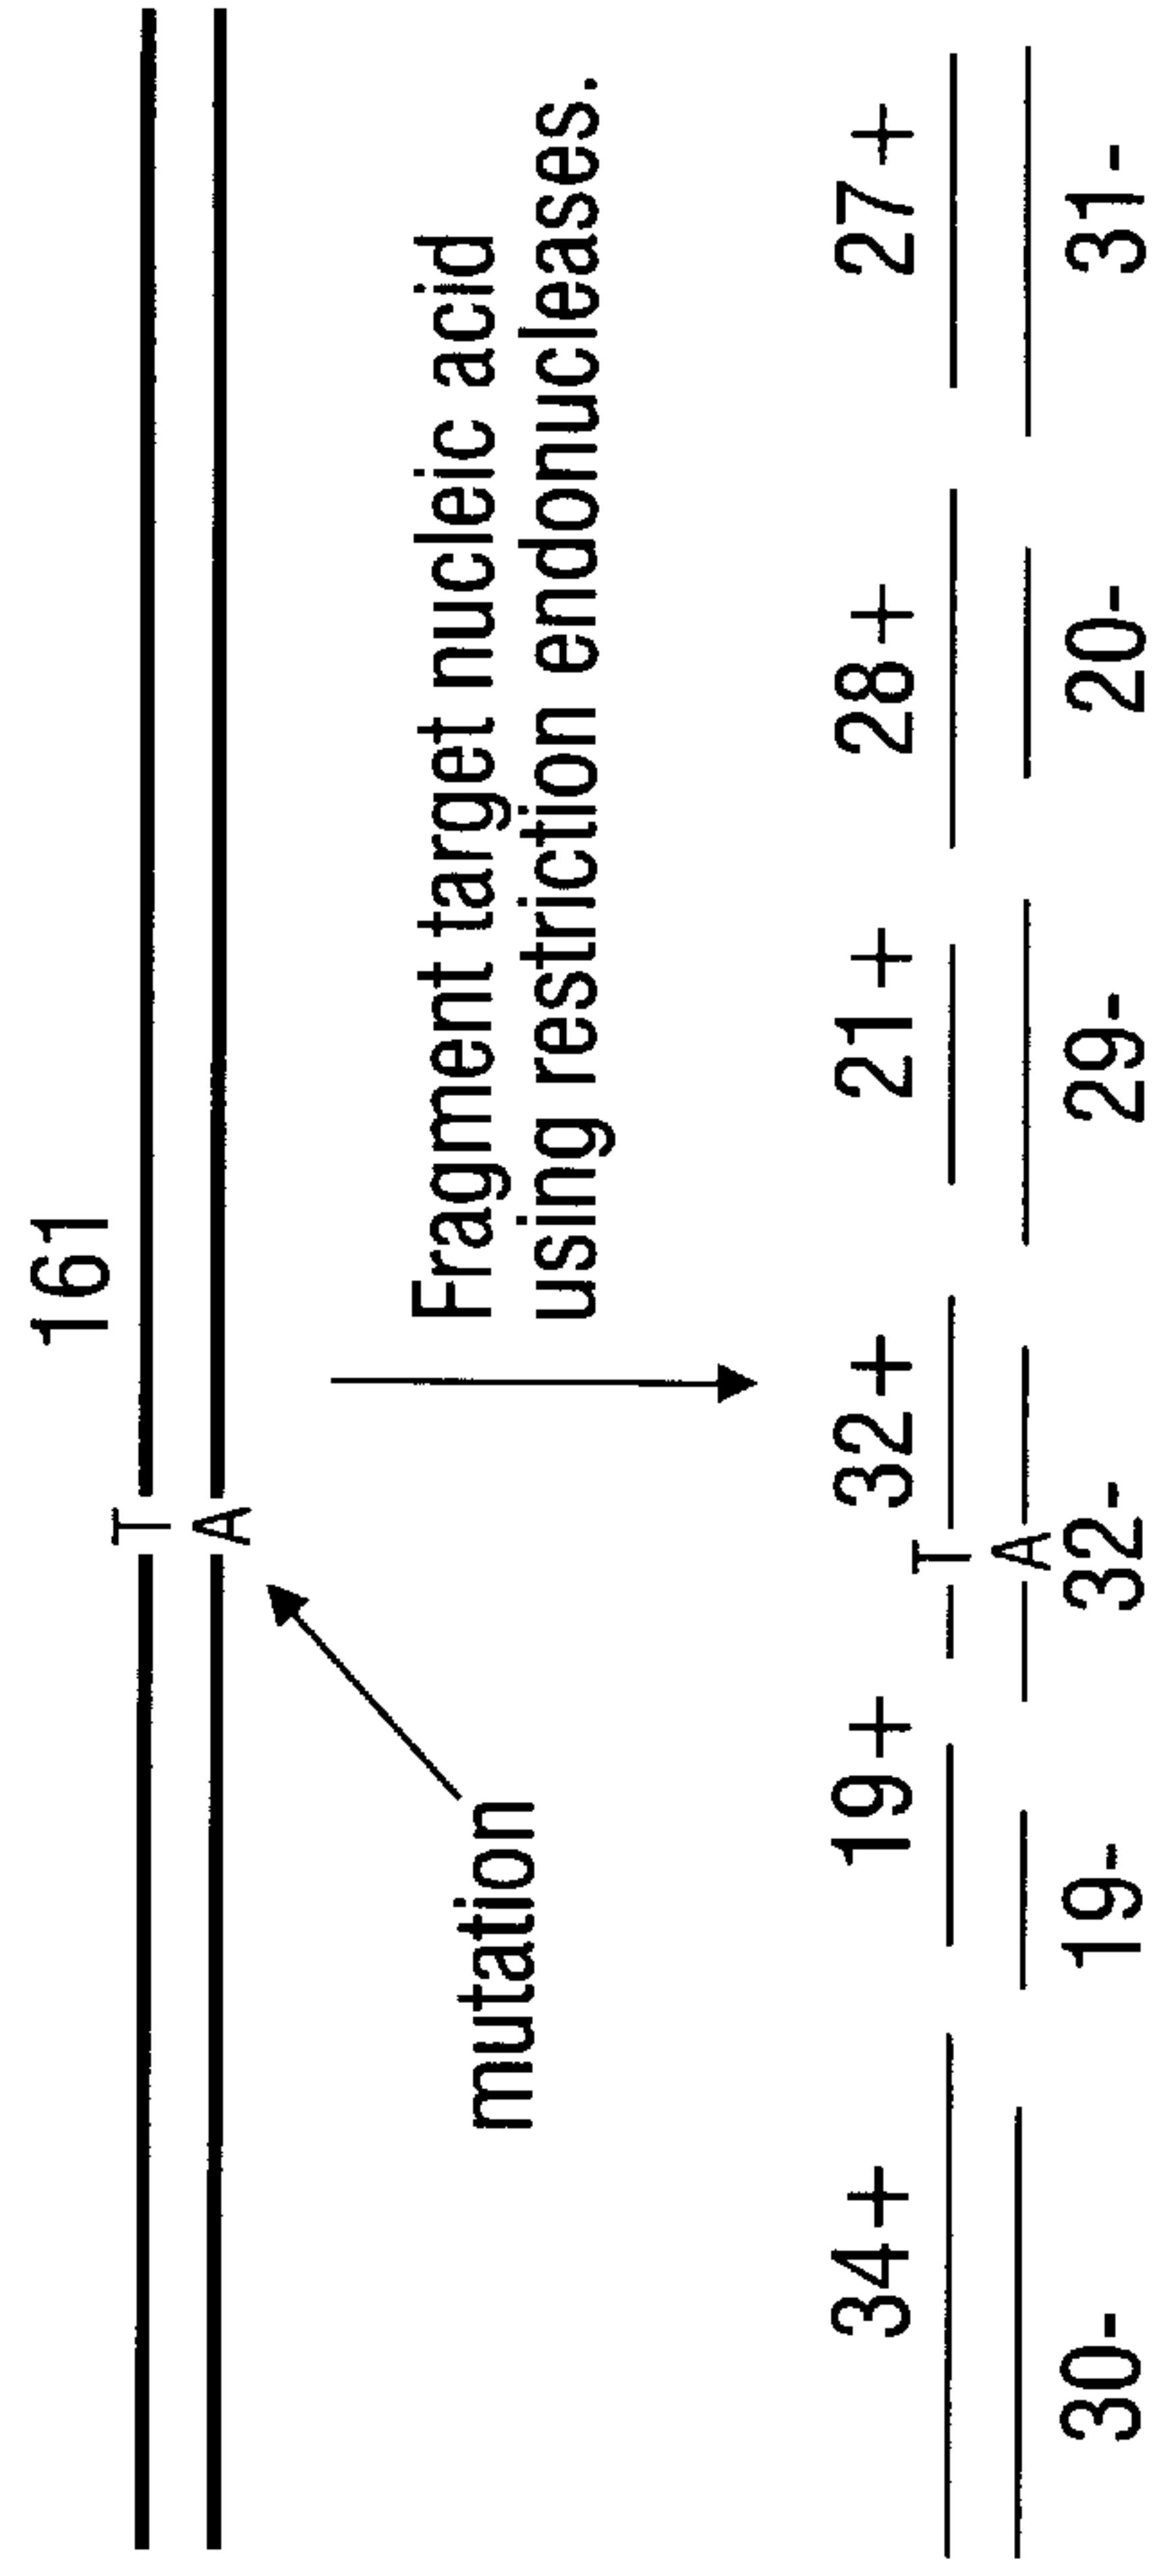 161
T
A
mutation
Fragment target nucleic acid
using restriction endonucleases.
34+ 19+ 32+ 21+ 28+ 27+
T
A
30- 19- 32- 29- 20- 31-